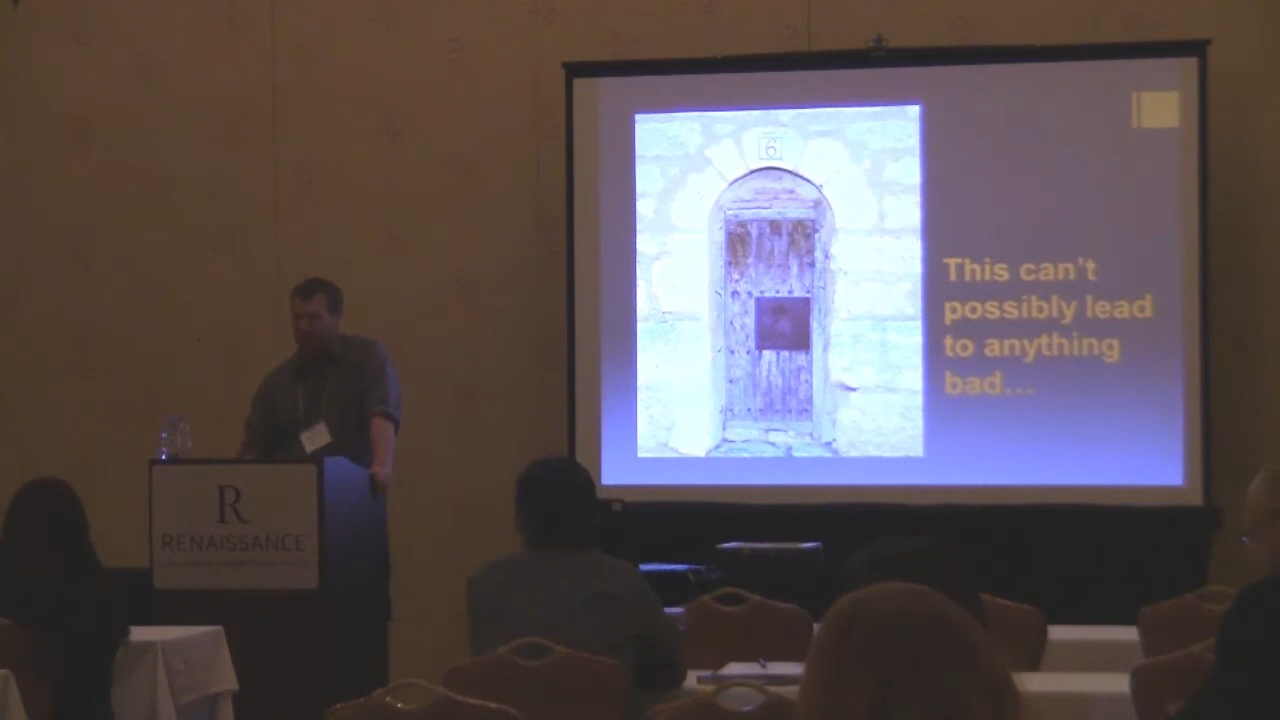 6
This can't
possibly lead
to anything
bad...
R
RENAISSANCE